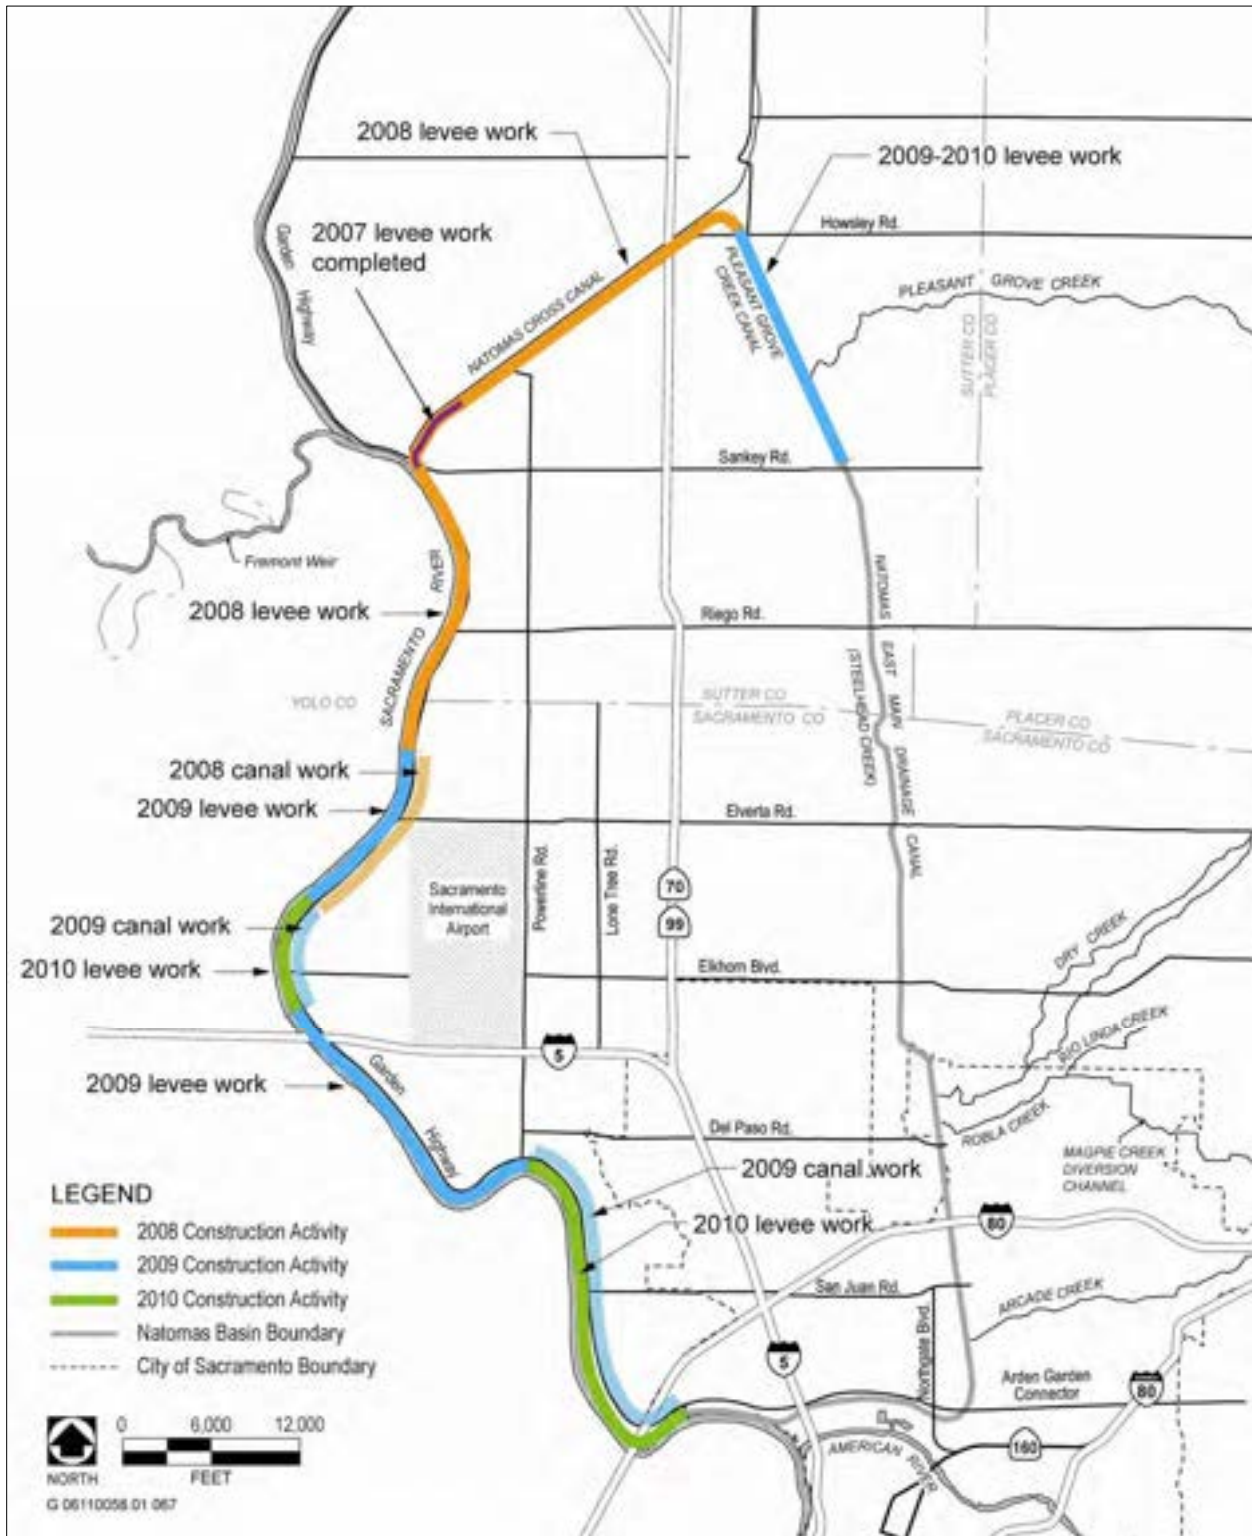 2008 levee work
2009-2010 levee work
Howsley Rd.
2007 levee work
completed
Garden
Highway
NATOMAS CROSS CANAL
PLEASANT GROVE
CREEK CANAL
PLEASANT GROVE CREEK
SUTTER CO
PLACER CO
Sankey Rd.
Fremont Weir
RIVER
SACRAMENTO
2008 levee work
Riego Rd.
NATOMAS EAST MAIN DRAINAGE CANAL
(STEELHEAD CREEK)
YOLO CO
SUTTER CO
SACRAMENTO CO
PLACER CO
SACRAMENTO CO
2008 canal work
2009 levee work
Elverta Rd.
Sacramento
International
Airport
Powerline Rd.
Lone Tree Rd.
70
99
2009 canal work
2010 levee work
Elkhorn Blvd.
DRY CREEK
RIO LINDA CREEK
5
Garden
Highway
2009 levee work
Del Paso Rd.
ROBLA CREEK
MAGPIE CREEK
DIVERSION
CHANNEL
2009 canal work
2010 levee work
80
San Juan Rd.
ARCADE CREEK
Northgate Blvd.
5
Arden Garden
Connector
80
160
AMERICAN RIVER
LEGEND
2008 Construction Activity
2009 Construction Activity
2010 Construction Activity
Natomas Basin Boundary
City of Sacramento Boundary
0 6,000 12,000
FEET
NORTH
G 06110058.01 067